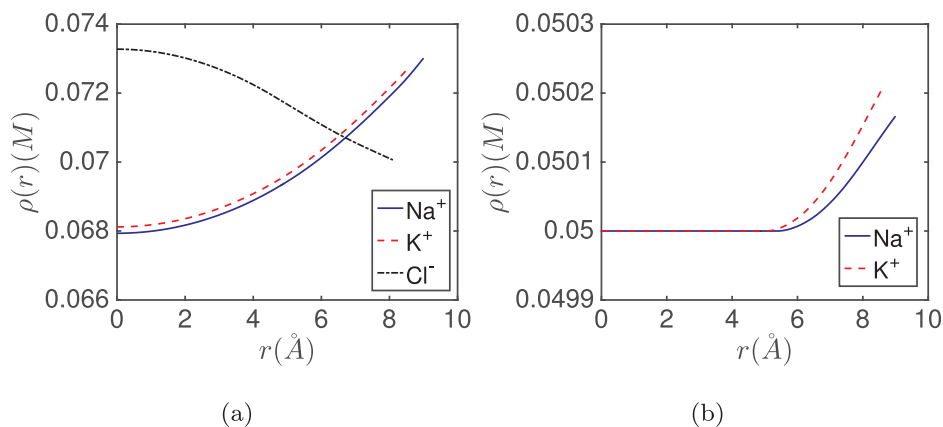 0.074
0.072
0.07
0.068
0.066
ρ(r)(M)
0 2 4 6 8 10
r(Å)
Na⁺
K⁺
Cl⁻
(a)
0.0503
0.0502
0.0501
0.05
0.0499
ρ(r)(M)
0 2 4 6 8 10
r(Å)
Na⁺
K⁺
(b)